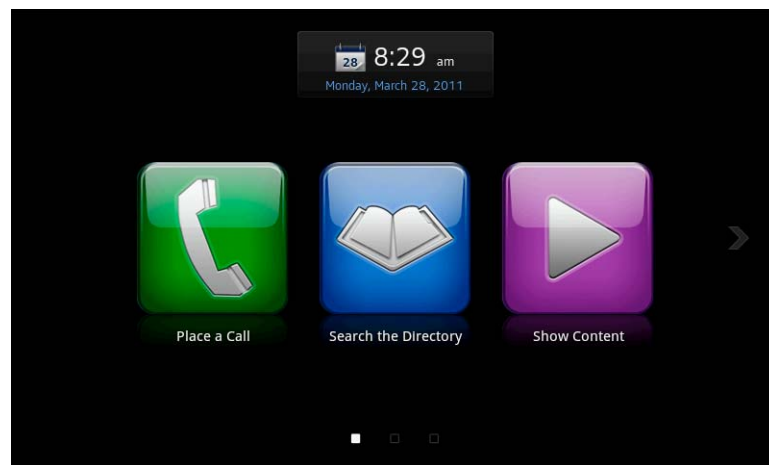 28 8:29 am
Monday, March 28, 2011
Place a Call Search the Directory Show Content